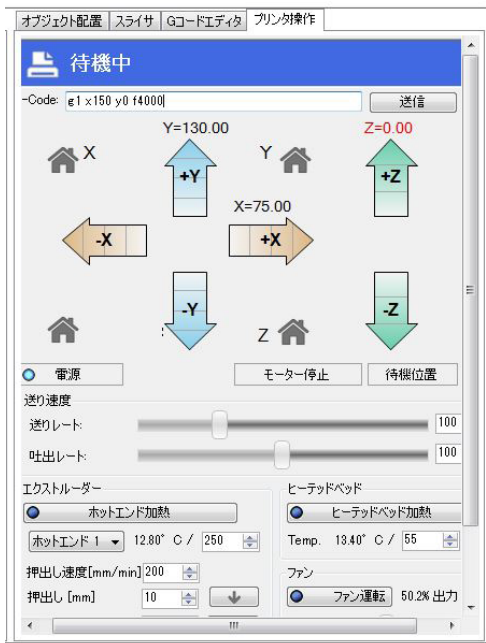 オブジェクト配置 スライサ Gコードエディタ プリンタ操作
待機中
-Code: g1 x150 y0 f4000 送信
Y=130.00 Z=0.00
X Y
+Y +Z
X=75.00
-X +X
-Y -Z
Z
電源 モーター停止 待機位置
送り速度
送りレート: 100
吐出レート: 100
エクストルーダー ヒーテッドベッド
ホットエンド加熱 ヒーテッドベッド加熱
ホットエンド 1 12.80° C / 250 Temp. 13.40° C / 55
押出し速度[mm/min] 200 ファン
押出し [mm] 10 ファン運転 50.2% 出力